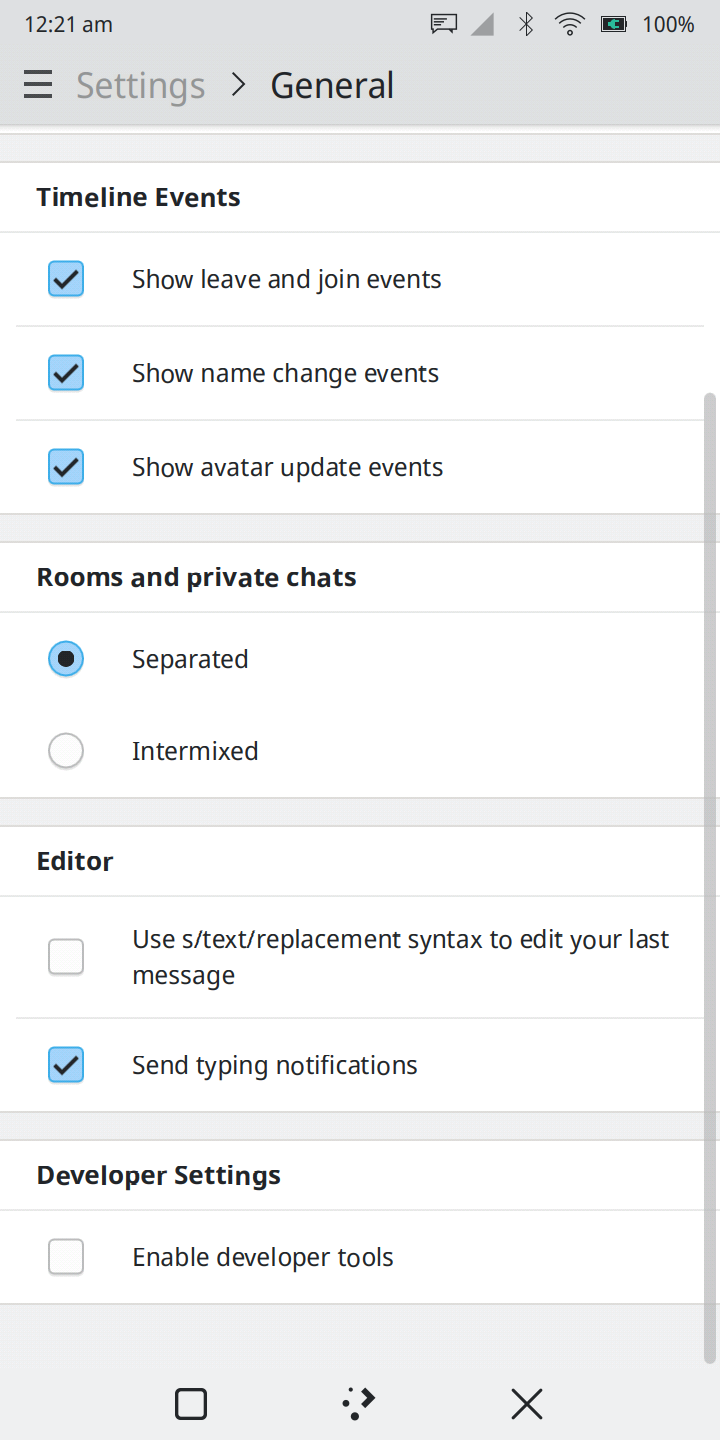 12:21 am 100%
Settings > General
Timeline Events
Show leave and join events
Show name change events
Show avatar update events
Rooms and private chats
Separated
Intermixed
Editor
Use s/text/replacement syntax to edit your last
message
Send typing notifications
Developer Settings
Enable developer tools